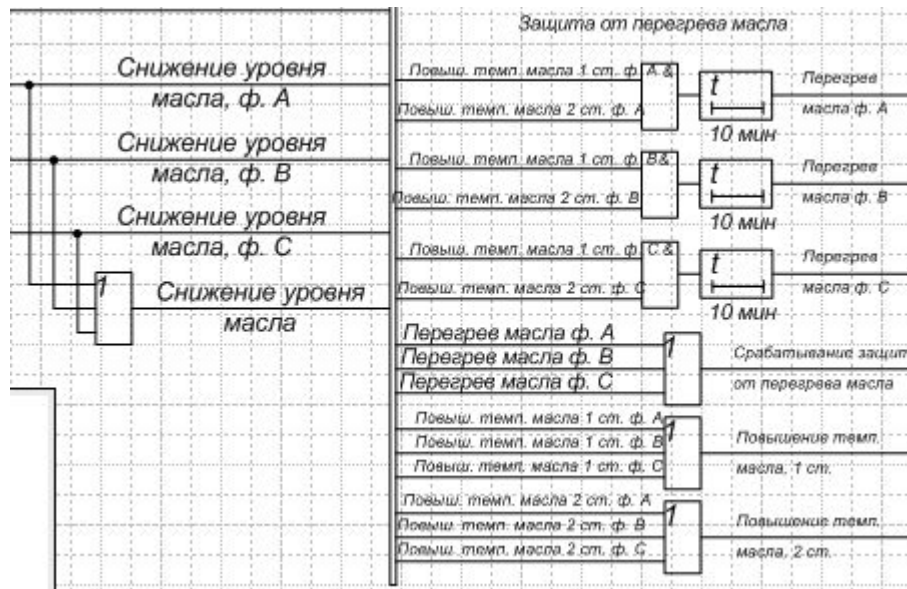 Защита от перегрева масла
Снижение уровня
масла, ф. А
Снижение уровня
масла, ф. В
Снижение уровня
масла, ф. С
1
Снижение уровня
масла
Повыш. темп. масла 1 ст. ф. А &
Повыш. темп. масла 2 ст. ф. А
t
10 мин
Перегрев
масла ф. А
Повыш. темп. масла 1 ст. ф. В &
Повыш. темп. масла 2 ст. ф. В
t
10 мин
Перегрев
масла ф. В
Повыш. темп. масла 1 ст. ф. С &
Повыш. темп. масла 2 ст. ф. С
t
10 мин
Перегрев
масла ф. С
Перегрев масла ф. А
Перегрев масла ф. В
Перегрев масла ф. С
1
Срабатывание защит
от перегрева масла
Повыш. темп. масла 1 ст. ф. А
Повыш. темп. масла 1 ст. ф. В
Повыш. темп. масла 1 ст. ф. С
1
Повышение темп.
масла, 1 ст.
Повыш. темп. масла 2 ст. ф. А
Повыш. темп. масла 2 ст. ф. В
Повыш. темп. масла 2 ст. ф. С
1
Повышение темп.
масла, 2 ст.